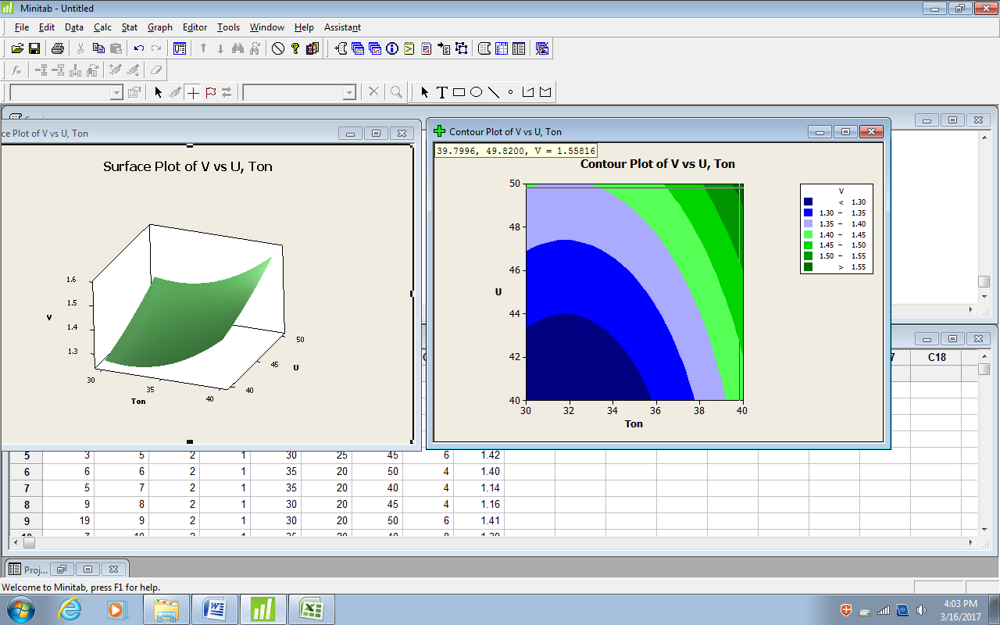 Minitab - Untitled
File Edit Data Calc Stat Graph Editor Tools Window Help Assistant
ce Plot of V vs U, Ton
Surface Plot of V vs U, Ton
1.6
1.5
1.4
1.3
V
30
35
40
Ton
40
45
50
U
Contour Plot of V vs U, Ton
39.7996, 49.8200, V = 1.55816
Contour Plot of V vs U, Ton
50
48
46
44
42
40
U
30 32 34 36 38 40
Ton
V
< 1.30
1.30 – 1.35
1.35 – 1.40
1.40 – 1.45
1.45 – 1.50
1.50 – 1.55
> 1.55
7 C18
5 3 5 2 1 30 25 45 6 1.42
6 6 6 2 1 35 20 50 4 1.40
7 5 7 2 1 35 20 40 4 1.14
8 9 8 2 1 30 20 45 4 1.16
9 19 9 2 1 30 20 50 6 1.41
10 7 10 2 1 35 20 40 8 1.39
Proj...
Welcome to Minitab, press F1 for help.
4:03 PM
3/16/2017